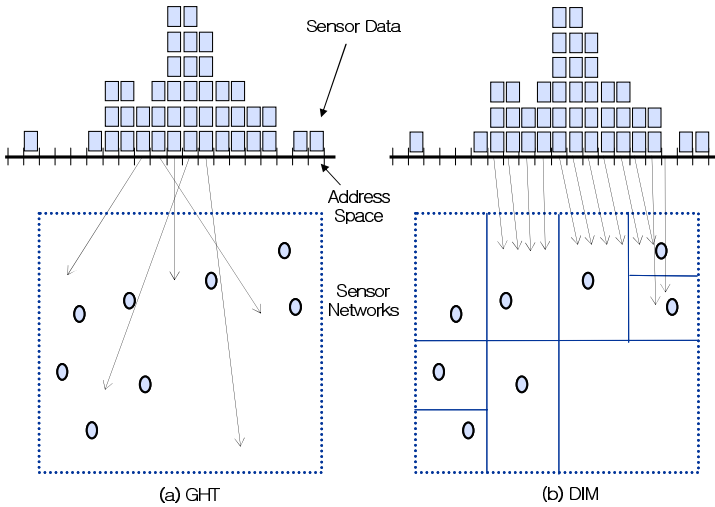 Sensor Data
Address
Space
Sensor
Networks
(a) GHT
(b) DIM